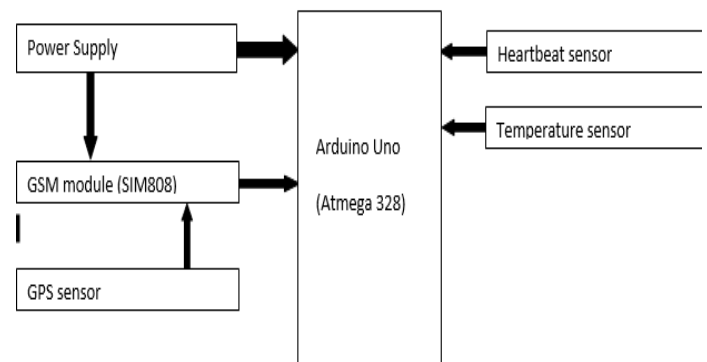 Power Supply
GSM module (SIM808)
GPS sensor
Arduino Uno
(Atmega 328)
Heartbeat sensor
Temperature sensor